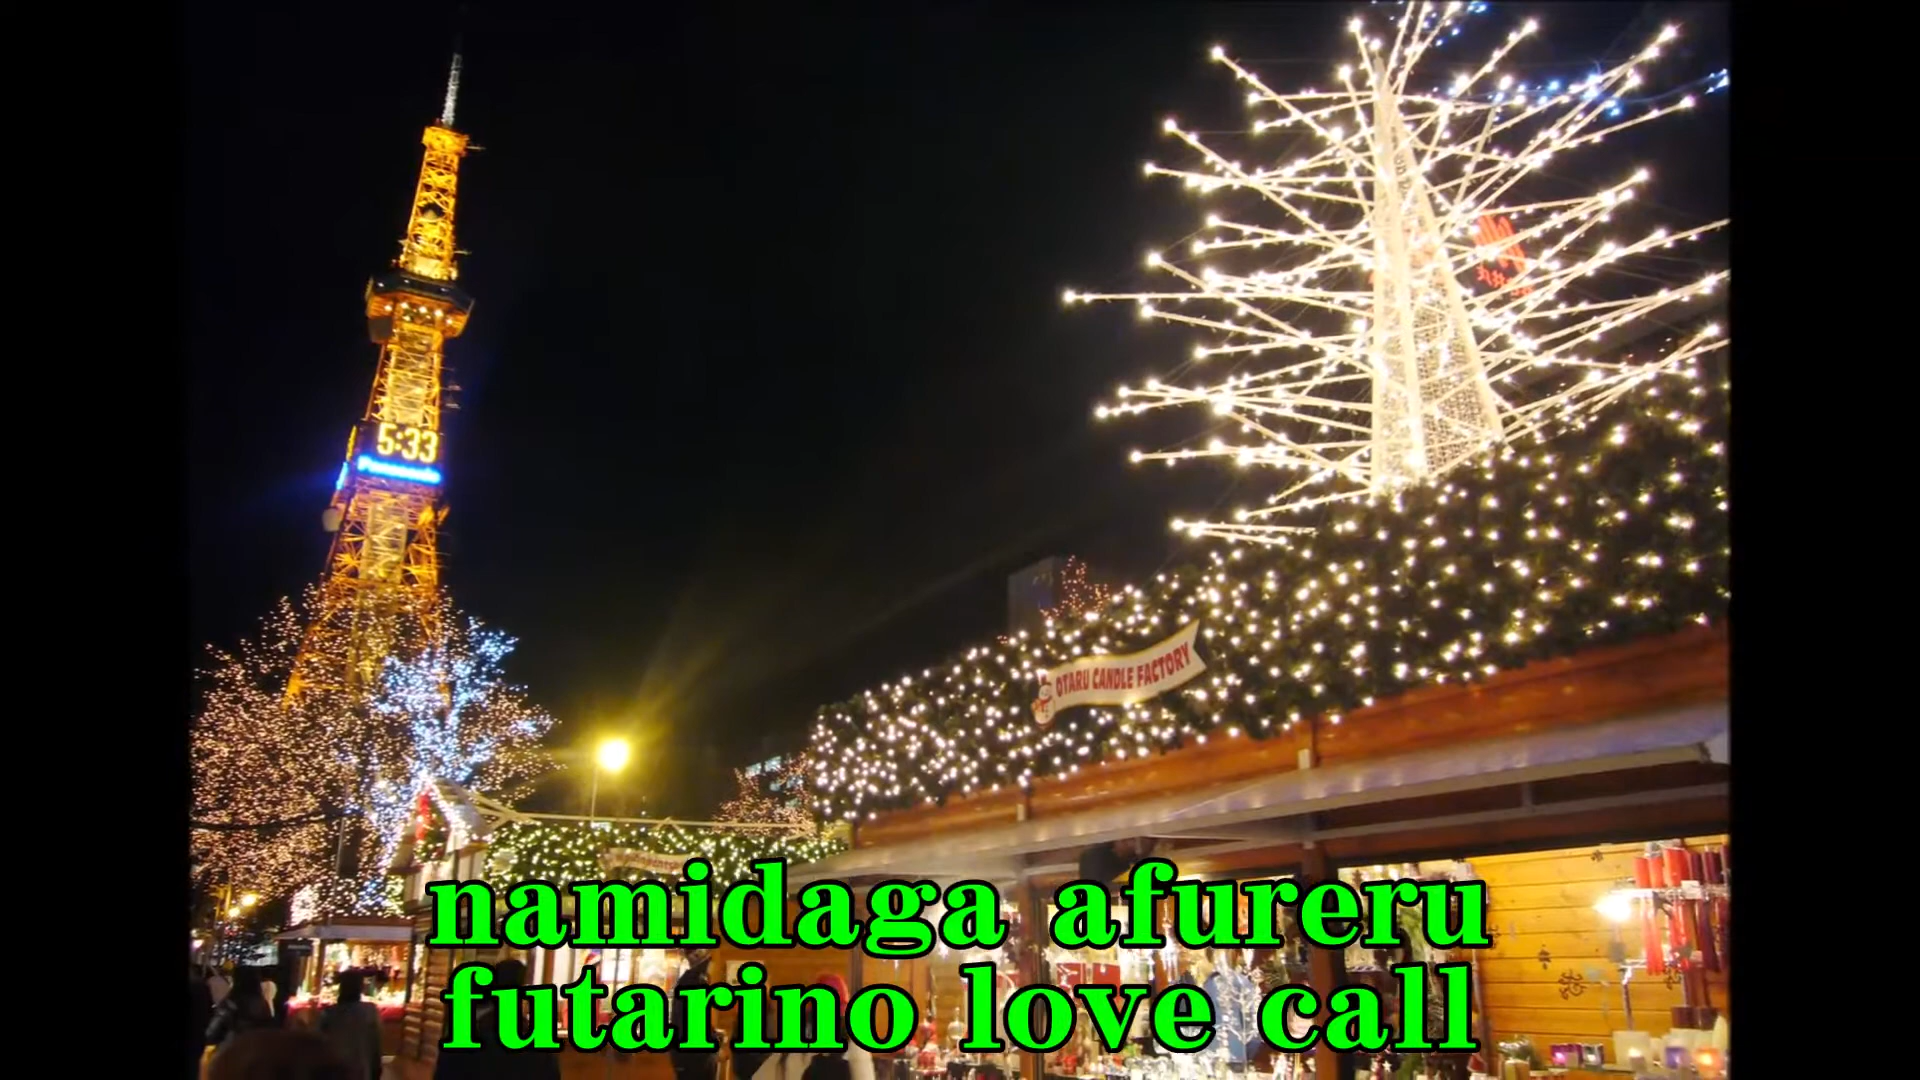 5:33
Panasonic
OTARU CANDLE FACTORY
namidaga afureru
futarino love call